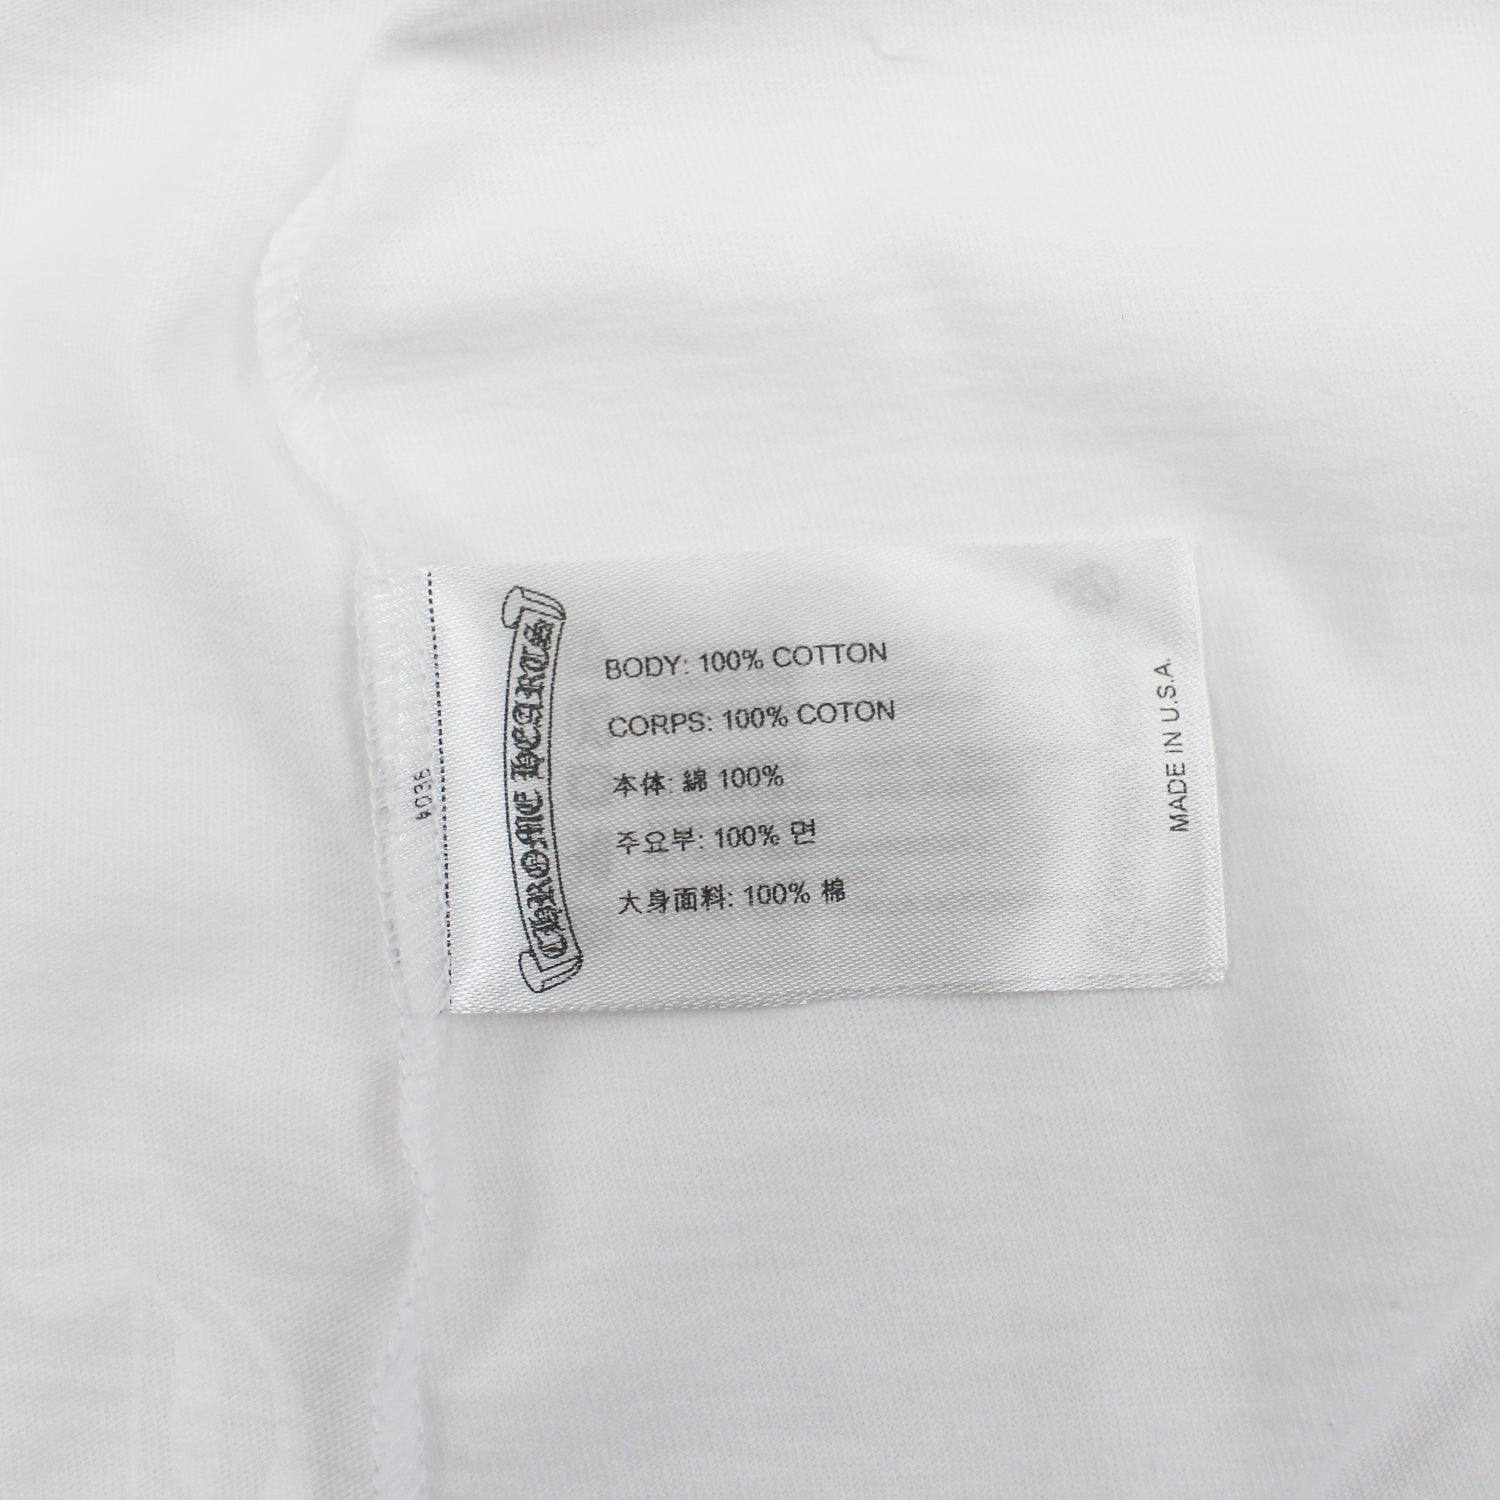 CHROME HEARTS
4036
BODY: 100% COTTON
CORPS: 100% COTON
本体: 綿 100%
주요부: 100% 면
大身面料: 100% 棉
MADE IN U.S.A.